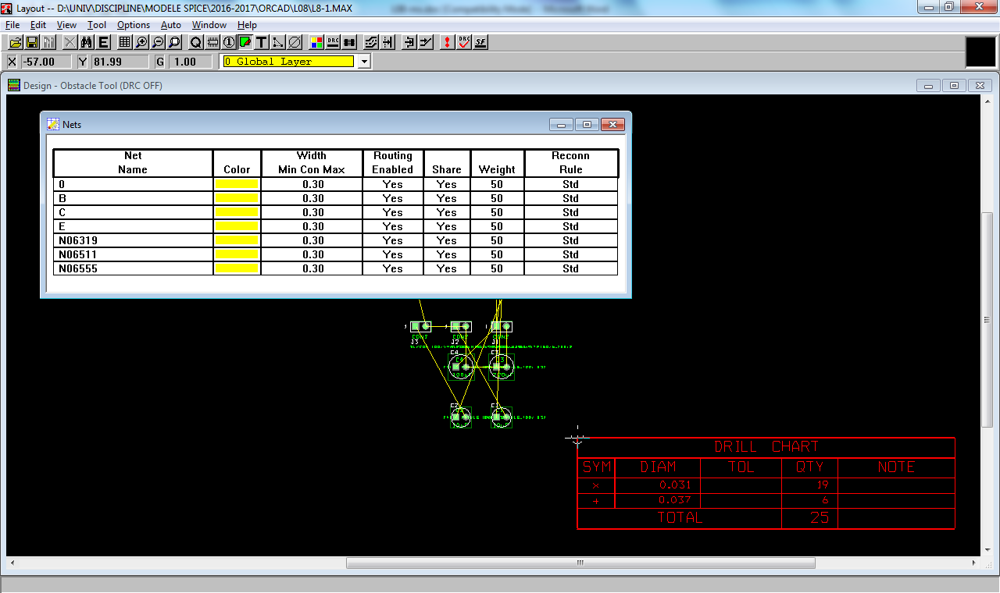 Layout -- D:\UNIV\DISCIPLINE\MODELE SPICE\2016-2017\ORCAD\L08\L8-1.MAX
File Edit View Tool Options Auto Window Help
X -57.00 Y 81.99 G 1.00 0 Global Layer
Design - Obstacle Tool (DRC OFF)
Nets
Net Name Color Width Min Con Max Routing Enabled Share Weight Reconn Rule
0 0.30 Yes Yes 50 Std
B 0.30 Yes Yes 50 Std
C 0.30 Yes Yes 50 Std
E 0.30 Yes Yes 50 Std
N06319 0.30 Yes Yes 50 Std
N06511 0.30 Yes Yes 50 Std
N06555 0.30 Yes Yes 50 Std
J3 J2 J1
C4 C3
C2 C1
DRILL CHART
SYM DIAM TOL QTY NOTE
x 0.031 19
+ 0.037 6
TOTAL 25